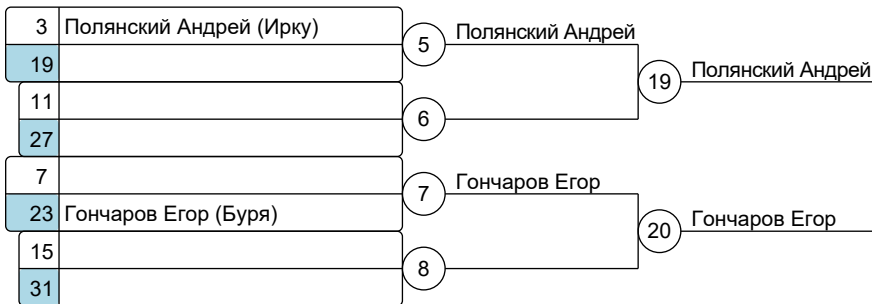 3 Полянский Андрей (Ирку)
5 Полянский Андрей
19
19 Полянский Андрей
11
6
27
7
7 Гончаров Егор
23 Гончаров Егор (Буря)
20 Гончаров Егор
15
8
31